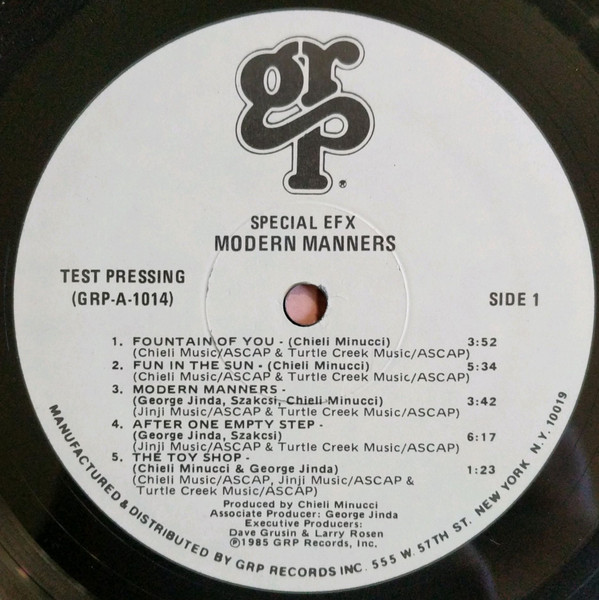 grp
®
SPECIAL EFX
MODERN MANNERS
TEST PRESSING
(GRP-A-1014)
SIDE 1
1. FOUNTAIN OF YOU - (Chieli Minucci) 3:52
(Chieli Music/ASCAP & Turtle Creek Music/ASCAP)
2. FUN IN THE SUN - (Chieli Minucci) 5:34
(Chieli Music/ASCAP & Turtle Creek Music/ASCAP)
3. MODERN MANNERS -
(George Jinda, Szakcsi, Chieli Minucci) 3:42
(Jinji Music/ASCAP & Turtle Creek Music/ASCAP)
4. AFTER ONE EMPTY STEP -
(George Jinda, Szakcsi) 6:17
(Jinji Music/ASCAP & Turtle Creek Music/ASCAP)
5. THE TOY SHOP -
(Chieli Minucci & George Jinda) 1:23
(Chieli Music/ASCAP, Jinji Music/ASCAP &
Turtle Creek Music/ASCAP)
Produced by Chieli Minucci
Associate Producer: George Jinda
Executive Producers:
Dave Grusin & Larry Rosen
℗1985 GRP Records, Inc.
MANUFACTURED & DISTRIBUTED BY GRP RECORDS INC. 555 W. 57TH ST. NEW YORK N.Y. 10019